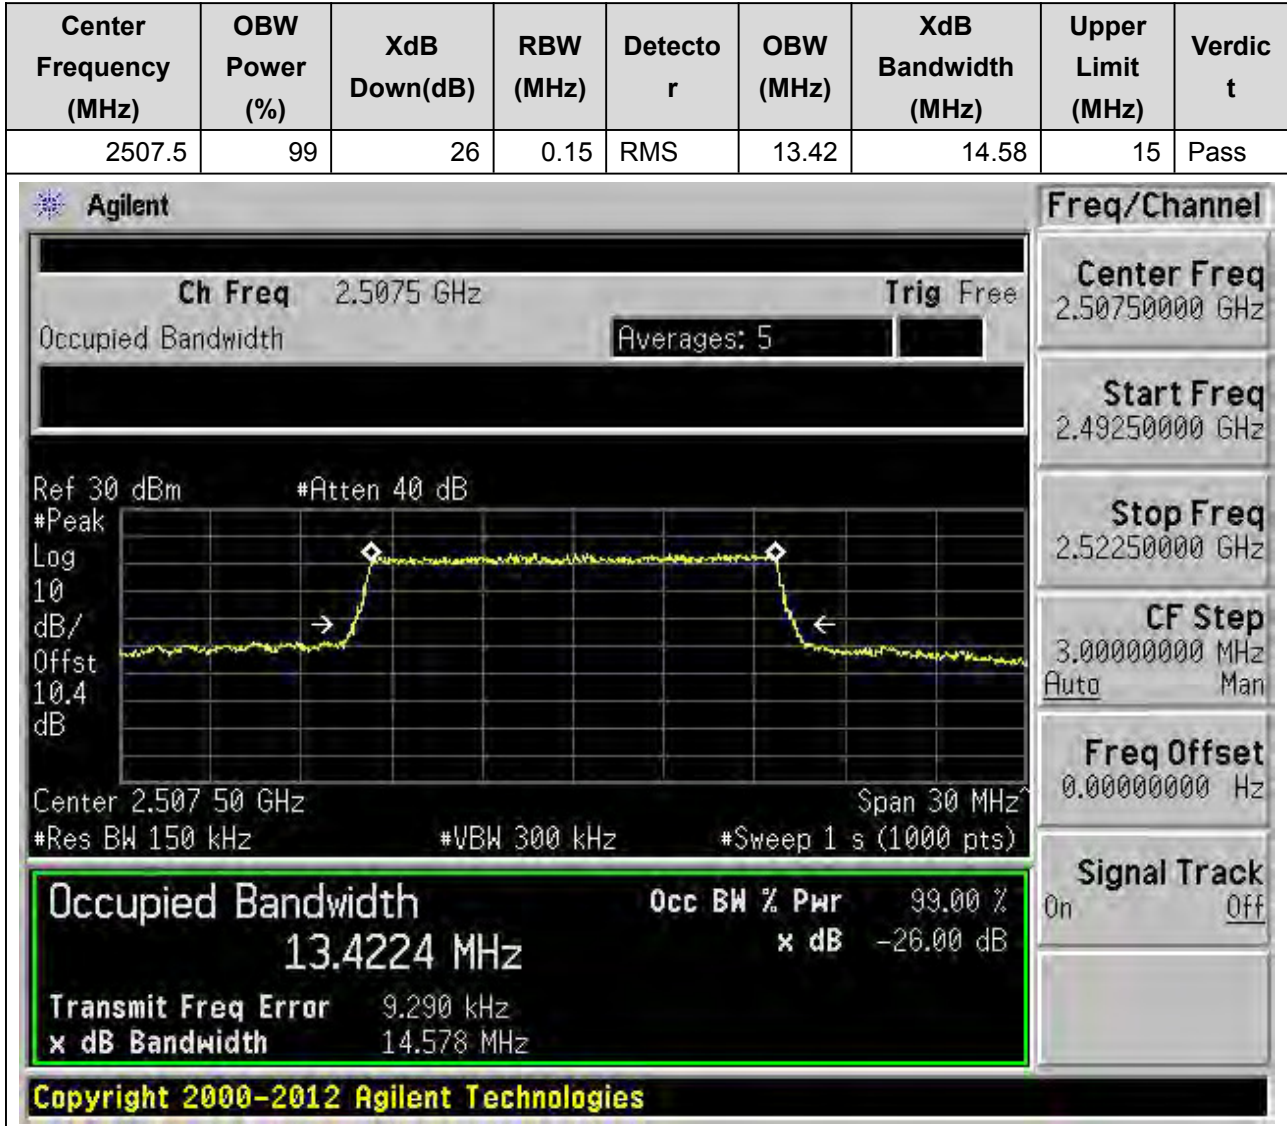 Center Frequency (MHz) OBW Power (%) XdB Down(dB) RBW (MHz) Detecto r OBW (MHz) XdB Bandwidth (MHz) Upper Limit (MHz) Verdic t
2507.5 99 26 0.15 RMS 13.42 14.58 15 Pass
Agilent
Freq/Channel
Ch Freq 2.5075 GHz Trig Free
Occupied Bandwidth Averages: 5
Center Freq
2.50750000 GHz
Start Freq
2.49250000 GHz
Stop Freq
2.52250000 GHz
CF Step
3.00000000 MHz
Auto Man
Freq Offset
0.00000000 Hz
Signal Track
On Off
Ref 30 dBm #Atten 40 dB
#Peak
Log
10
dB/
Offst
10.4
dB
Center 2.507 50 GHz Span 30 MHz^
#Res BW 150 kHz #VBW 300 kHz #Sweep 1 s (1000 pts)
Occupied Bandwidth Occ BW % Pwr 99.00 %
13.4224 MHz x dB -26.00 dB
Transmit Freq Error 9.290 kHz
x dB Bandwidth 14.578 MHz
Copyright 2000-2012 Agilent Technologies